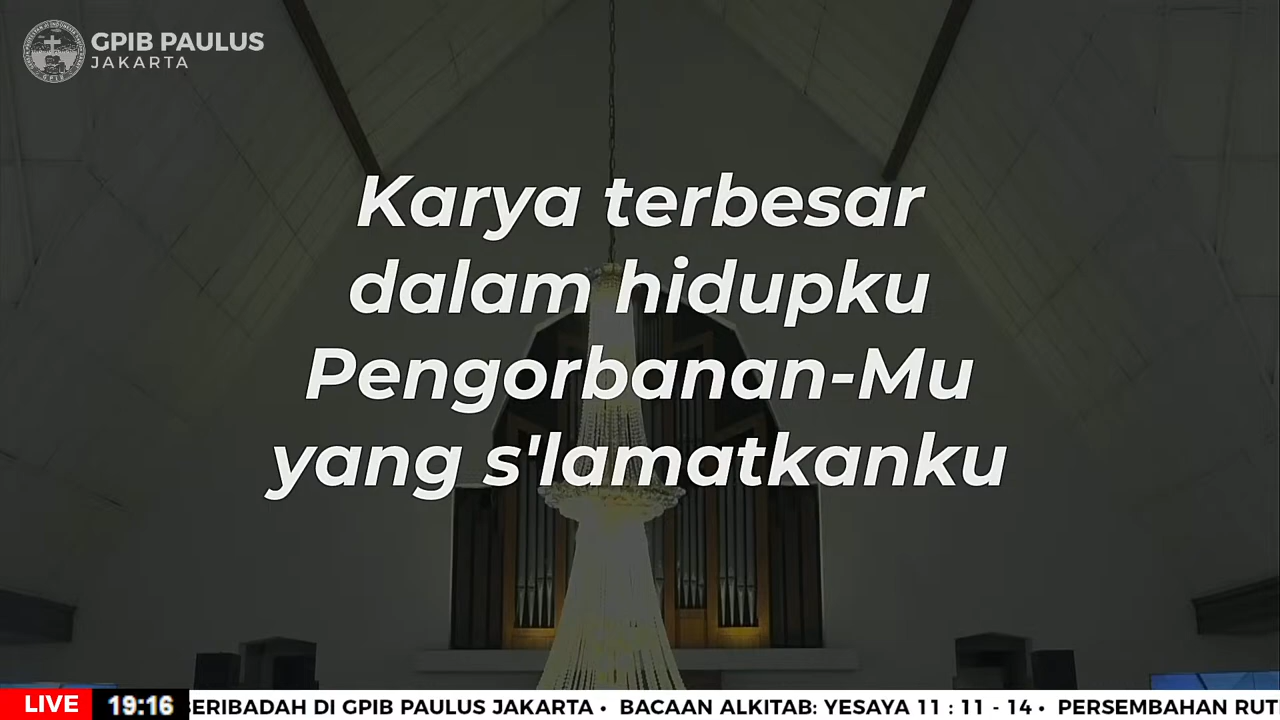 GPIB PAULUS
JAKARTA
Karya terbesar
dalam hidupku
Pengorbanan-Mu
yang s'lamatkanku
LIVE 19:16 BERIBADAH DI GPIB PAULUS JAKARTA • BACAAN ALKITAB: YESAYA 11 : 11 - 14 • PERSEMBAHAN RUT